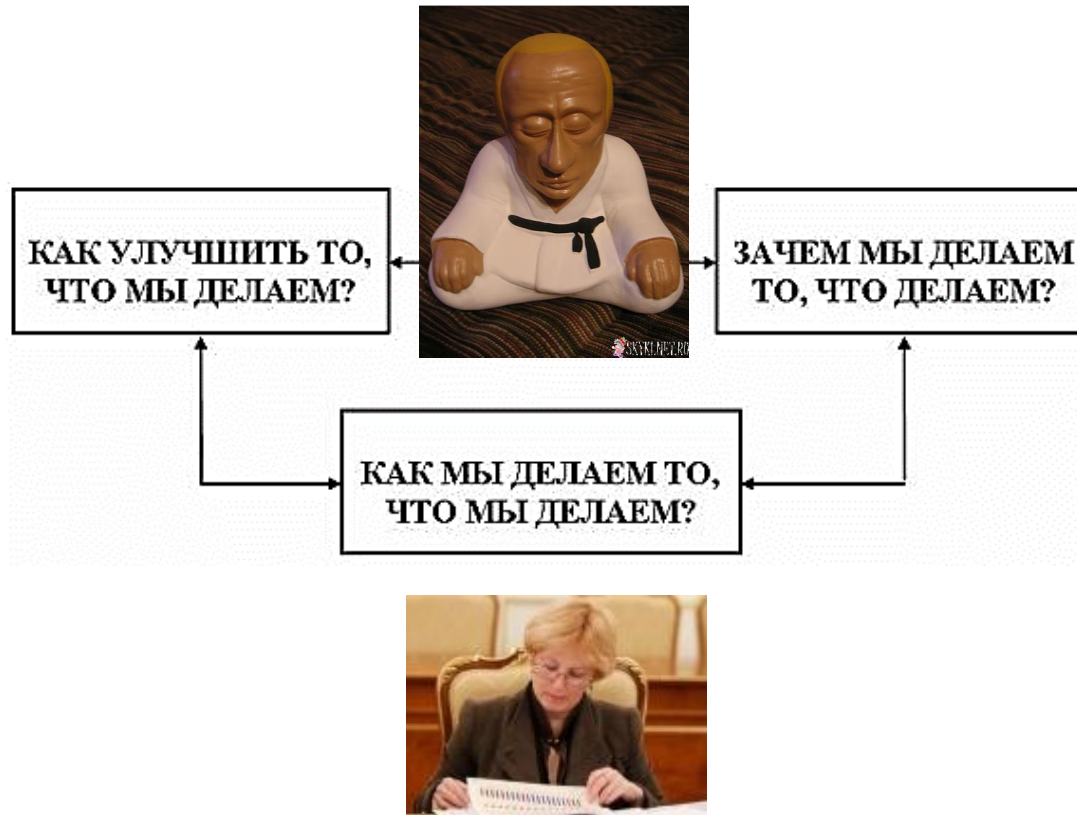 КАК УЛУЧШИТЬ ТО,
ЧТО МЫ ДЕЛАЕМ?
ЗАЧЕМ МЫ ДЕЛАЕМ
ТО, ЧТО ДЕЛАЕМ?
КАК МЫ ДЕЛАЕМ ТО,
ЧТО МЫ ДЕЛАЕМ?